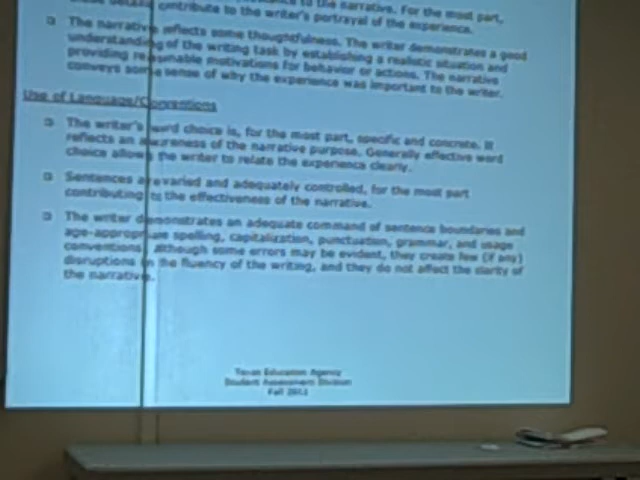 to the narrative. For the most part,
contribute to the writer's portrayal of the experience.
The narrative reflects some thoughtfulness. The writer demonstrates a good
understanding of the writing task by establishing a realistic situation and
providing reasonable motivations for behavior or actions. The narrative
conveys some sense of why the experience was important to the writer.
Use of Language/Conventions
The writer's word choice is, for the most part, specific and concrete. It
reflects an awareness of the narrative purpose. Generally effective word
choice allows the writer to relate the experience clearly.
Sentences are varied and adequately controlled, for the most part
contributing to the effectiveness of the narrative.
The writer demonstrates an adequate command of sentence boundaries and
age-appropriate spelling, capitalization, punctuation, grammar, and usage
conventions. Although some errors may be evident, they create few (if any)
disruptions in the fluency of the writing, and they do not affect the clarity of
the narrative.
Texas Education Agency
Student Assessment Division
Fall 2011